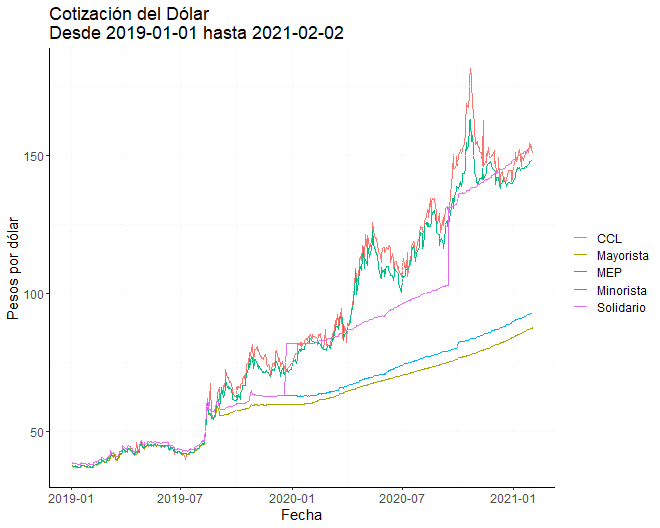 Cotización del Dólar
Desde 2019-01-01 hasta 2021-02-02
Pesos por dólar
150
100
50
2019-01
2019-07
2020-01
2020-07
2021-01
Fecha
CCL
Mayorista
MEP
Minorista
Solidario